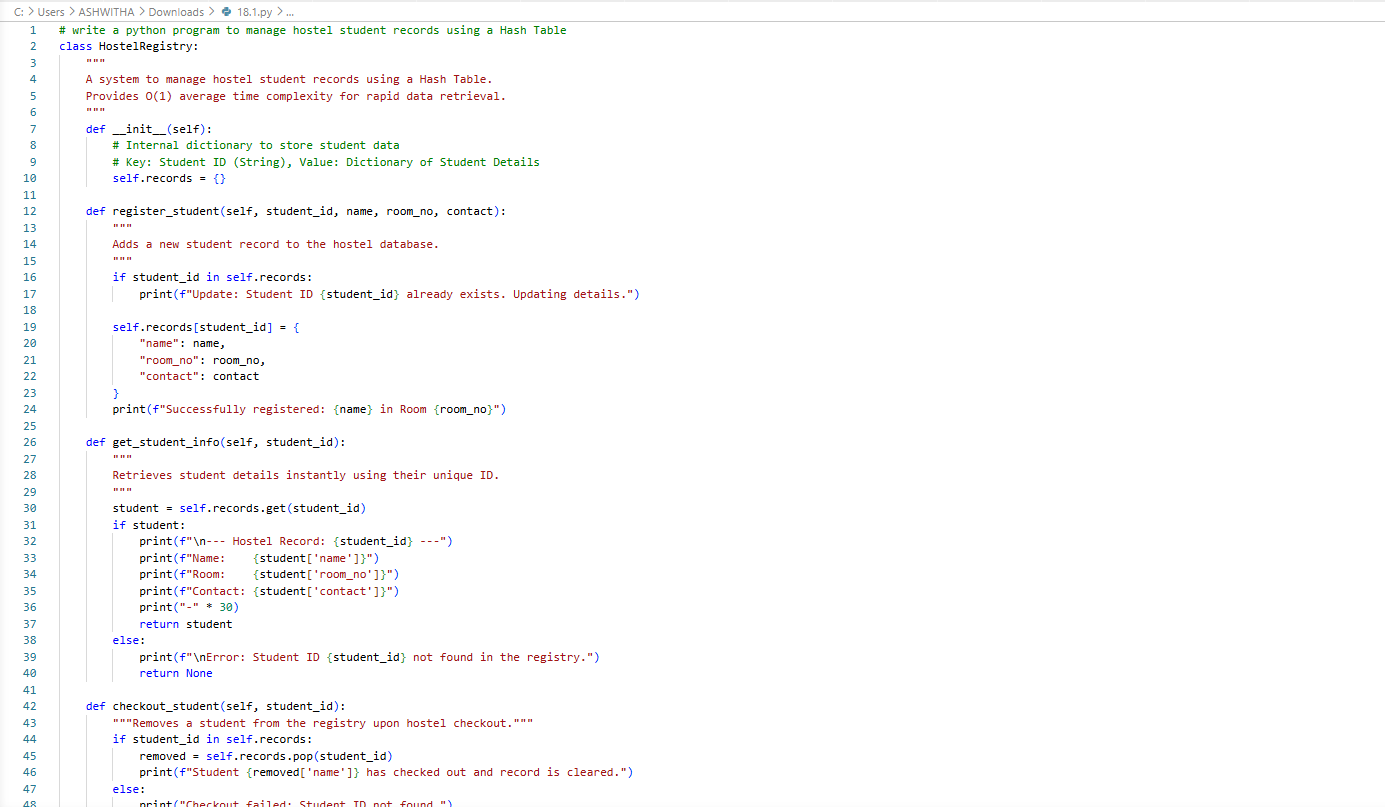 C: > Users > ASHWITHA > Downloads > 18.1.py > ...
1 # write a python program to manage hostel student records using a Hash Table
2 class HostelRegistry:
3     """
4     A system to manage hostel student records using a Hash Table.
5     Provides O(1) average time complexity for rapid data retrieval.
6     """
7     def __init__(self):
8         # Internal dictionary to store student data
9         # Key: Student ID (String), Value: Dictionary of Student Details
10         self.records = {}
11
12     def register_student(self, student_id, name, room_no, contact):
13         """
14         Adds a new student record to the hostel database.
15         """
16         if student_id in self.records:
17             print(f"Update: Student ID {student_id} already exists. Updating details.")
18
19         self.records[student_id] = {
20             "name": name,
21             "room_no": room_no,
22             "contact": contact
23         }
24         print(f"Successfully registered: {name} in Room {room_no}")
25
26     def get_student_info(self, student_id):
27         """
28         Retrieves student details instantly using their unique ID.
29         """
30         student = self.records.get(student_id)
31         if student:
32             print(f"\n--- Hostel Record: {student_id} ---")
33             print(f"Name:    {student['name']}")
34             print(f"Room:    {student['room_no']}")
35             print(f"Contact: {student['contact']}")
36             print("-" * 30)
37             return student
38         else:
39             print(f"\nError: Student ID {student_id} not found in the registry.")
40             return None
41
42     def checkout_student(self, student_id):
43         """Removes a student from the registry upon hostel checkout."""
44         if student_id in self.records:
45             removed = self.records.pop(student_id)
46             print(f"Student {removed['name']} has checked out and record is cleared.")
47         else:
48             print("Checkout failed: Student ID not found.")